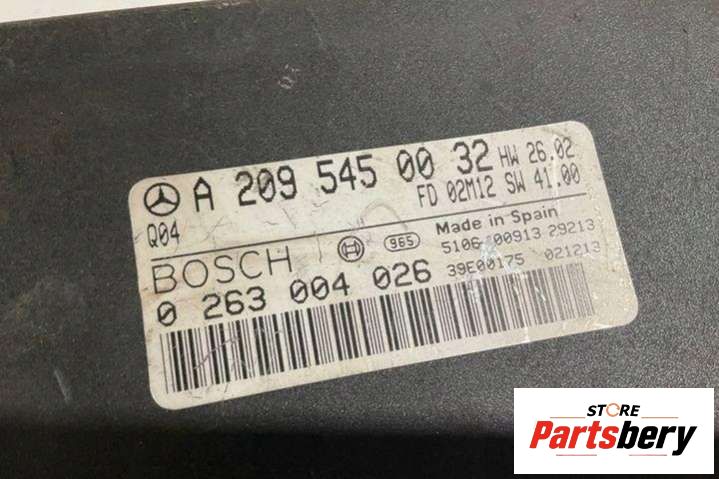 A 209 545 00 32 HW 26.02
Q04 FD 02M12 SW 41.00
BOSCH 965 Made in Spain
5106 00913 29213
0 263 004 026 39E00175 021213
STORE
Partsbery